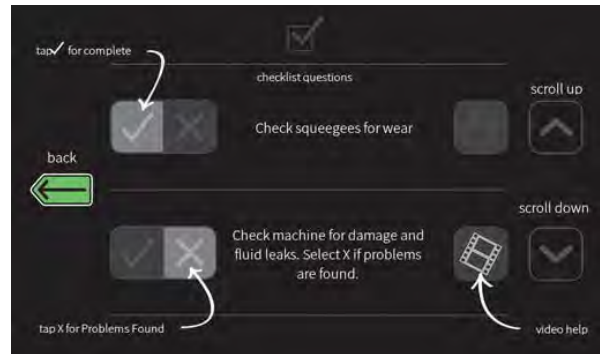 tap✓ for complete
checklist questions
scroll up
Check squeegees for wear
back
scroll down
Check machine for damage and
fluid leaks. Select X if problems
are found.
tap X for Problems Found
video help